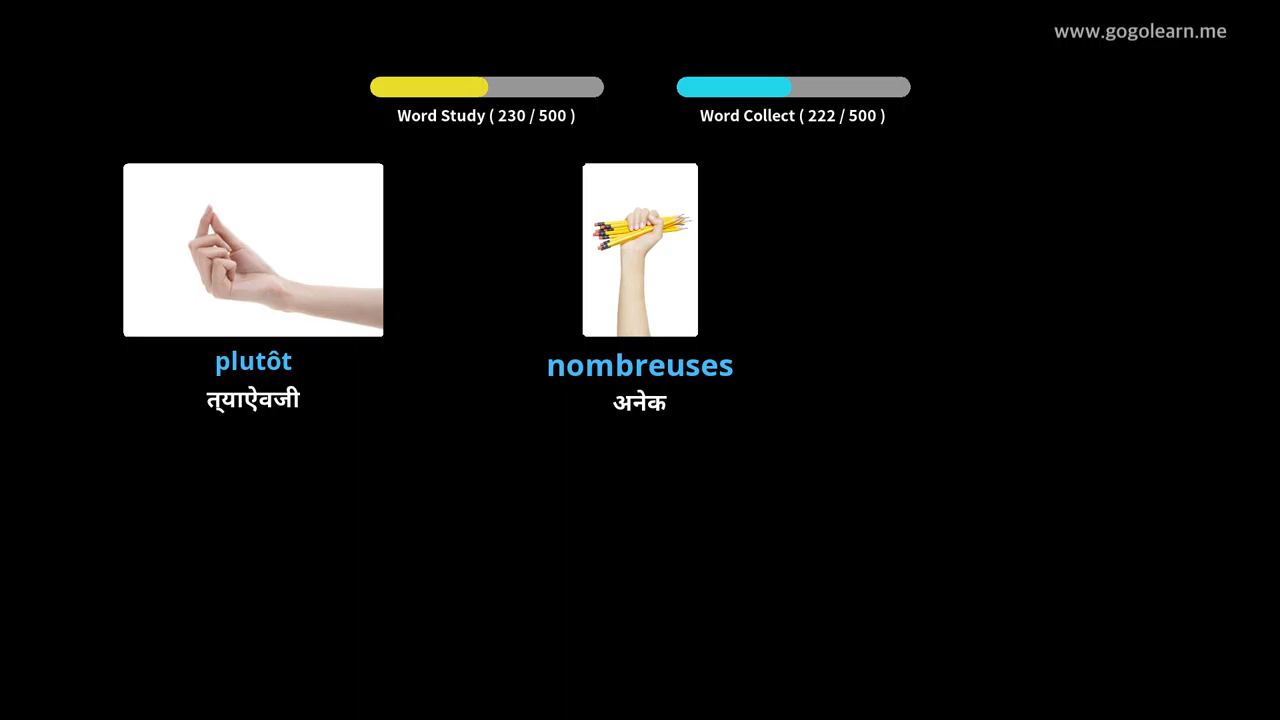 www.gogolearn.me
Word Study ( 230 / 500 )
Word Collect ( 222 / 500 )
plutôt
nombreuses
त्याऐवजी
अनेक